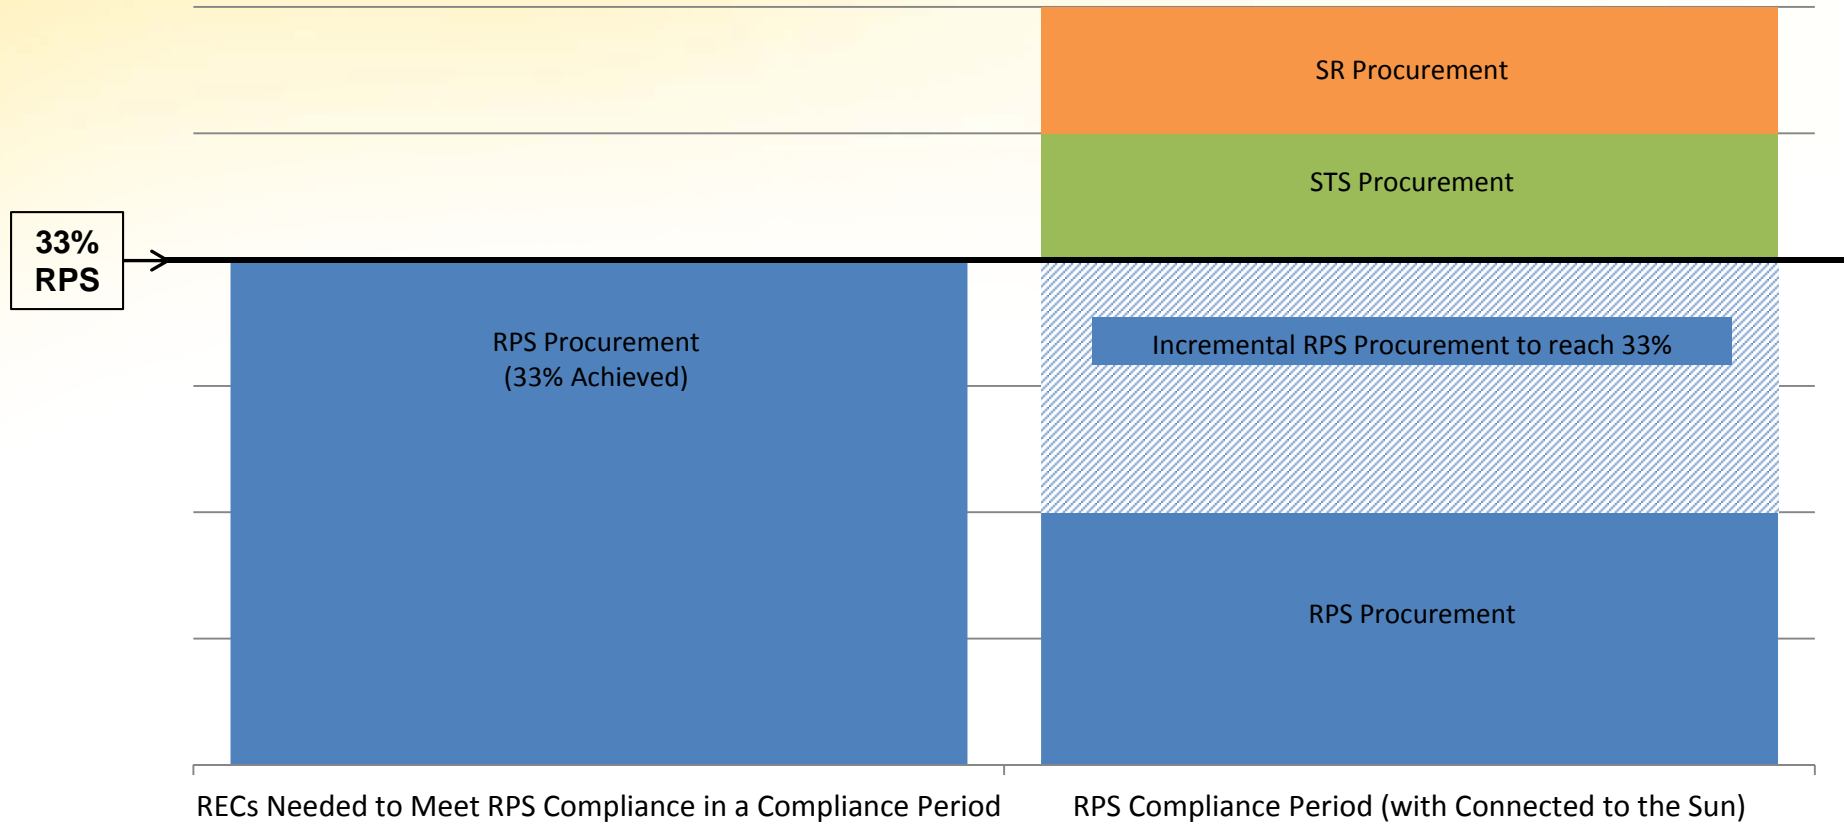 SR Procurement
STS Procurement
33%
RPS
RPS Procurement
(33% Achieved)
Incremental RPS Procurement to reach 33%
RPS Procurement
RECs Needed to Meet RPS Compliance in a Compliance Period
RPS Compliance Period (with Connected to the Sun)